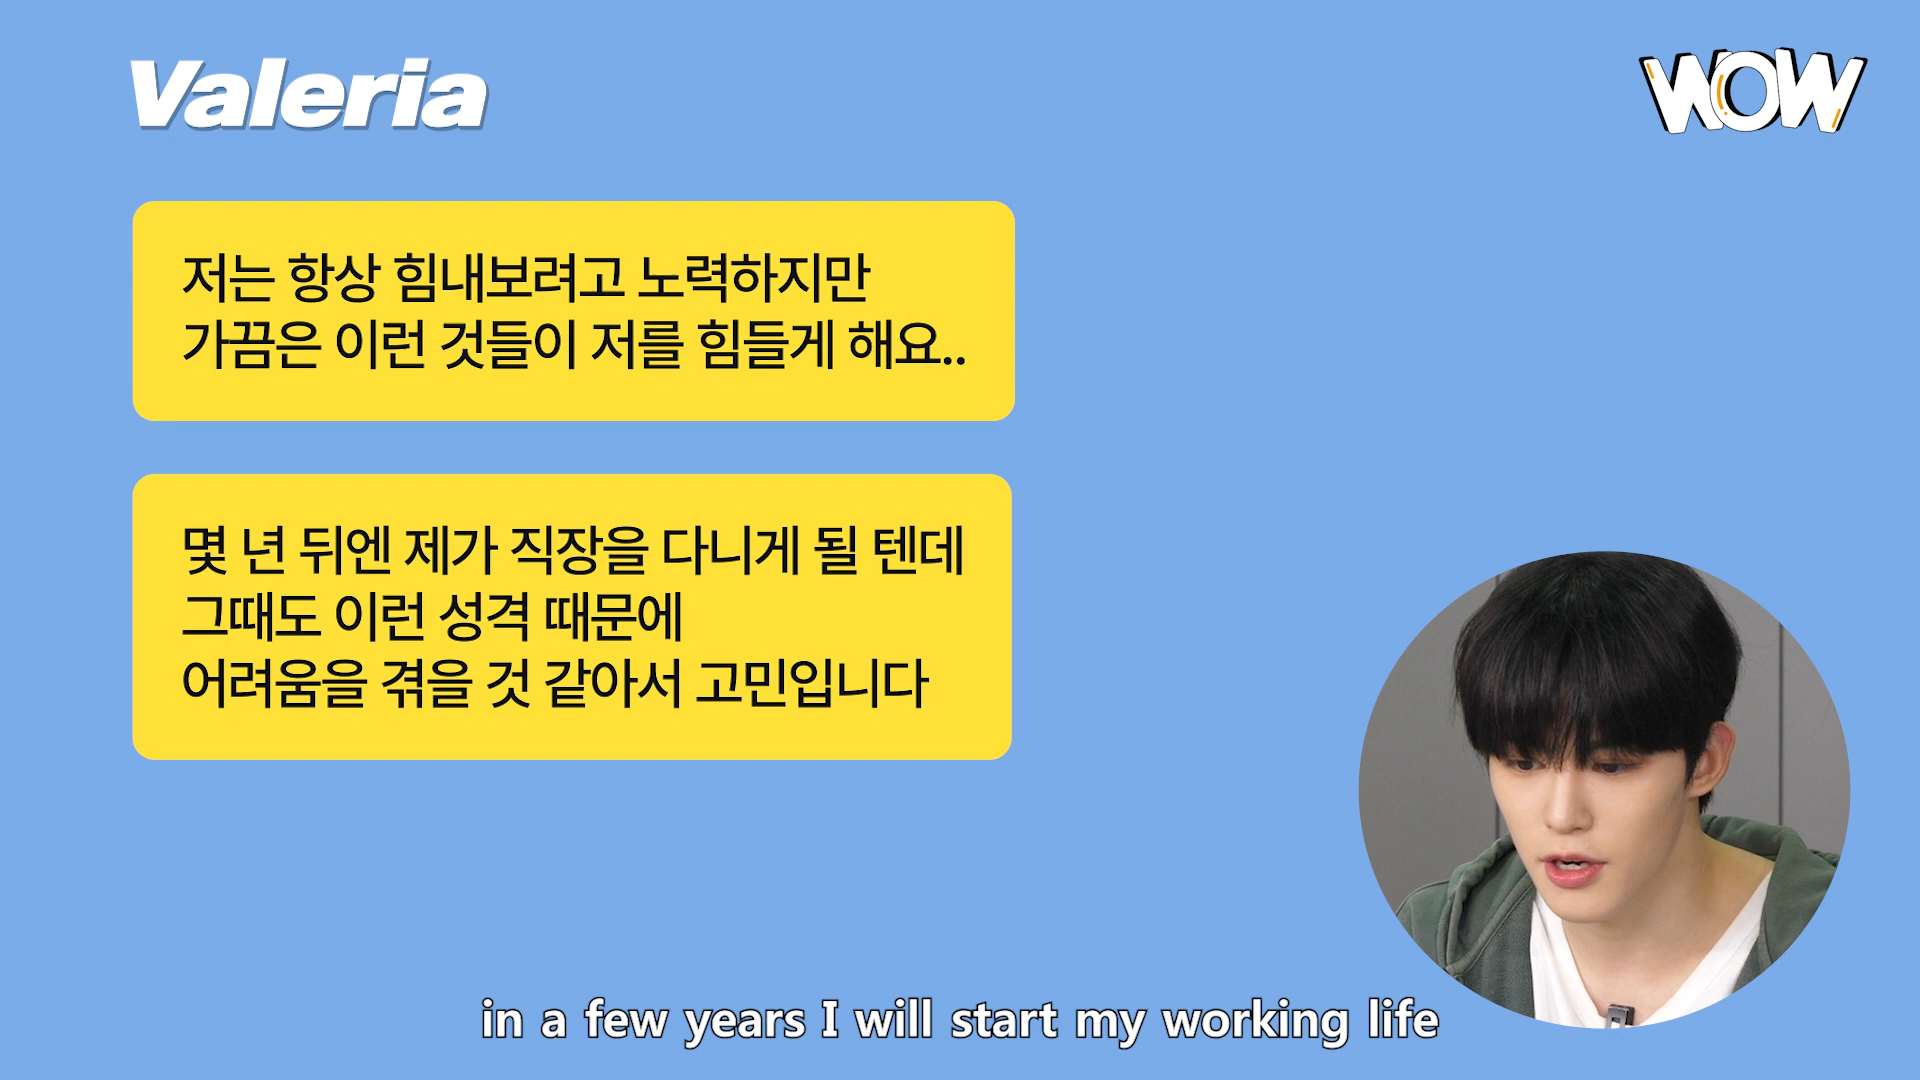 Valeria
WOW
저는 항상 힘내보려고 노력하지만
가끔은 이런 것들이 저를 힘들게 해요..
몇 년 뒤엔 제가 직장을 다니게 될 텐데
그때도 이런 성격 때문에
어려움을 겪을 것 같아서 고민입니다
in a few years I will start my working life